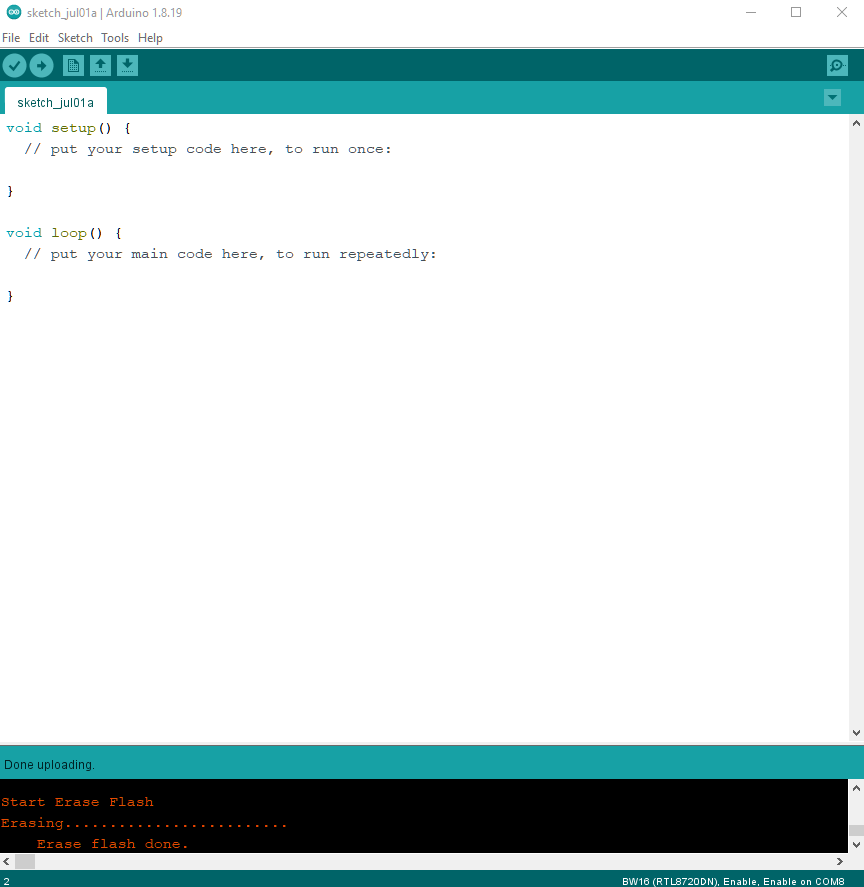 sketch_jul01a | Arduino 1.8.19
File Edit Sketch Tools Help
sketch_jul01a
void setup() {
  // put your setup code here, to run once:
}
void loop() {
  // put your main code here, to run repeatedly:
}
Done uploading.
Start Erase Flash
Erasing.........................
    Erase flash done.
2 BW16 (RTL8720DN), Enable, Enable on COM8